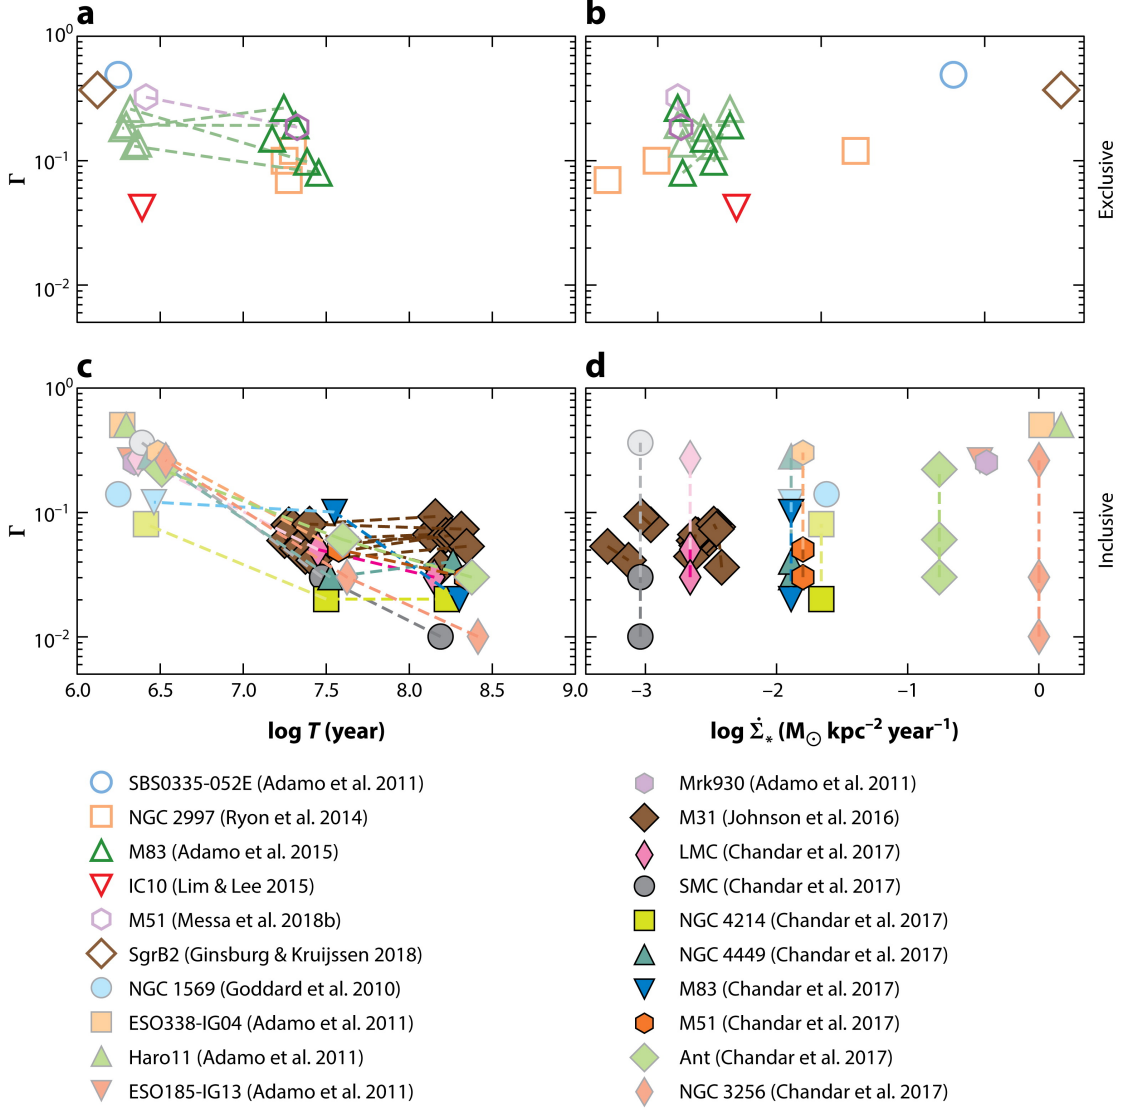 a
b
10⁰
10⁻¹
10⁻²
Γ
Exclusive
c
d
10⁰
10⁻¹
10⁻²
Γ
Inclusive
6.0 6.5 7.0 7.5 8.0 8.5 9.0 −3 −2 −1 0
log T (year)
log Σ̇* (M⊙ kpc⁻² year⁻¹)
SBS0335-052E (Adamo et al. 2011)
NGC 2997 (Ryon et al. 2014)
M83 (Adamo et al. 2015)
IC10 (Lim & Lee 2015)
M51 (Messa et al. 2018b)
SgrB2 (Ginsburg & Kruijssen 2018)
NGC 1569 (Goddard et al. 2010)
ESO338-IG04 (Adamo et al. 2011)
Haro11 (Adamo et al. 2011)
ESO185-IG13 (Adamo et al. 2011)
Mrk930 (Adamo et al. 2011)
M31 (Johnson et al. 2016)
LMC (Chandar et al. 2017)
SMC (Chandar et al. 2017)
NGC 4214 (Chandar et al. 2017)
NGC 4449 (Chandar et al. 2017)
M83 (Chandar et al. 2017)
M51 (Chandar et al. 2017)
Ant (Chandar et al. 2017)
NGC 3256 (Chandar et al. 2017)